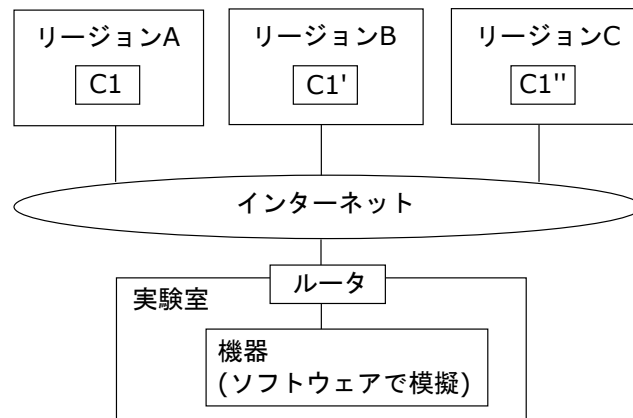 リージョンA
リージョンB
リージョンC
C1
C1'
C1''
インターネット
ルータ
実験室
機器
(ソフトウェアで模擬)